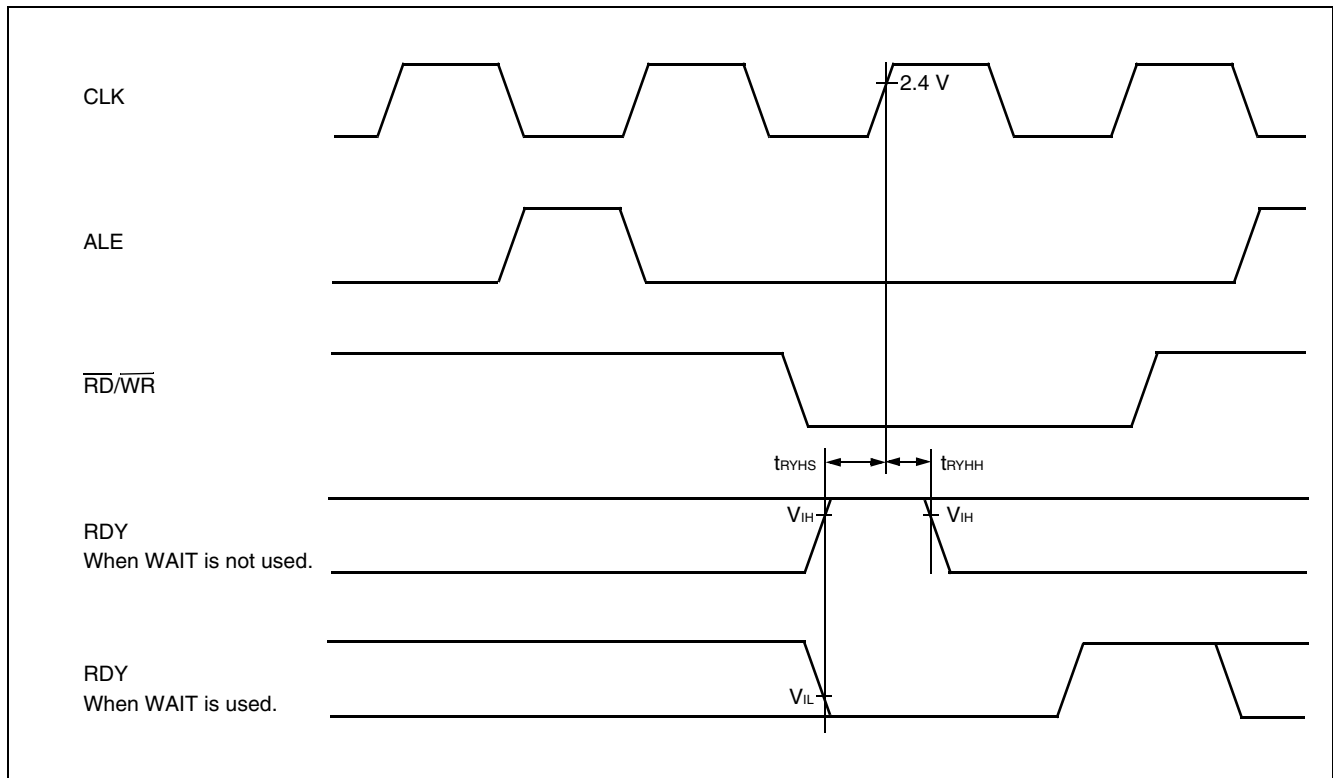 CLK
2.4 V
ALE
RD/WR
tRYHS
tRYHH
RDY
When WAIT is not used.
VIH
VIH
RDY
When WAIT is used.
VIL